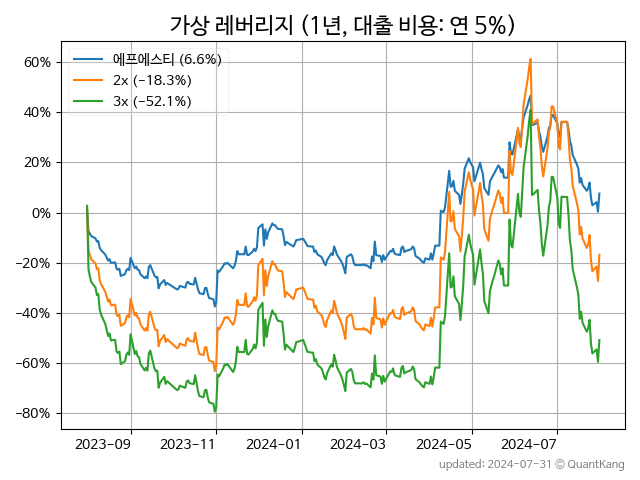 가상 레버리지 (1년, 대출 비용: 연 5%)
에프에스티 (6.6%)
2x (−18.3%)
3x (−52.1%)
60%
40%
20%
0%
−20%
−40%
−60%
−80%
2023-09
2023-11
2024-01
2024-03
2024-05
2024-07
updated: 2024-07-31 © QuantKang